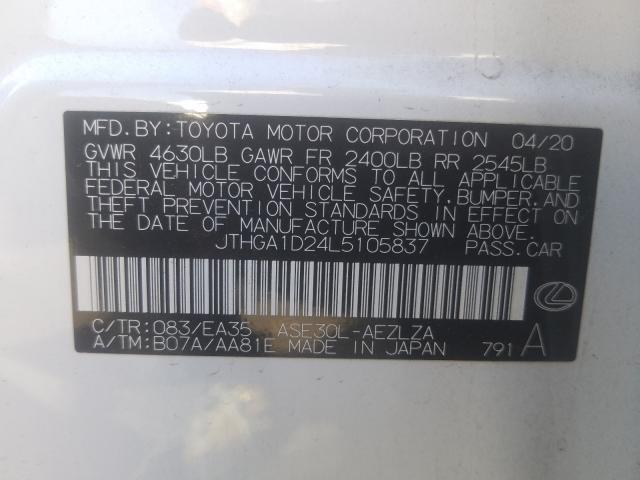 MFD. BY: TOYOTA MOTOR CORPORATION 04/20
GVWR 4630LB GAWR FR 2400LB RR 2545LB
THIS VEHICLE CONFORMS TO ALL APPLICABLE
FEDERAL MOTOR VEHICLE SAFETY, BUMPER, AND
THEFT PREVENTION STANDARDS IN EFFECT ON
THE DATE OF MANUFACTURE SHOWN ABOVE.
JTHGA1D24L5105837 PASS. CAR
C/TR: 083/EA35 ASE30L-AEZLZA
A/TM: B07A/AA81E MADE IN JAPAN 791 A